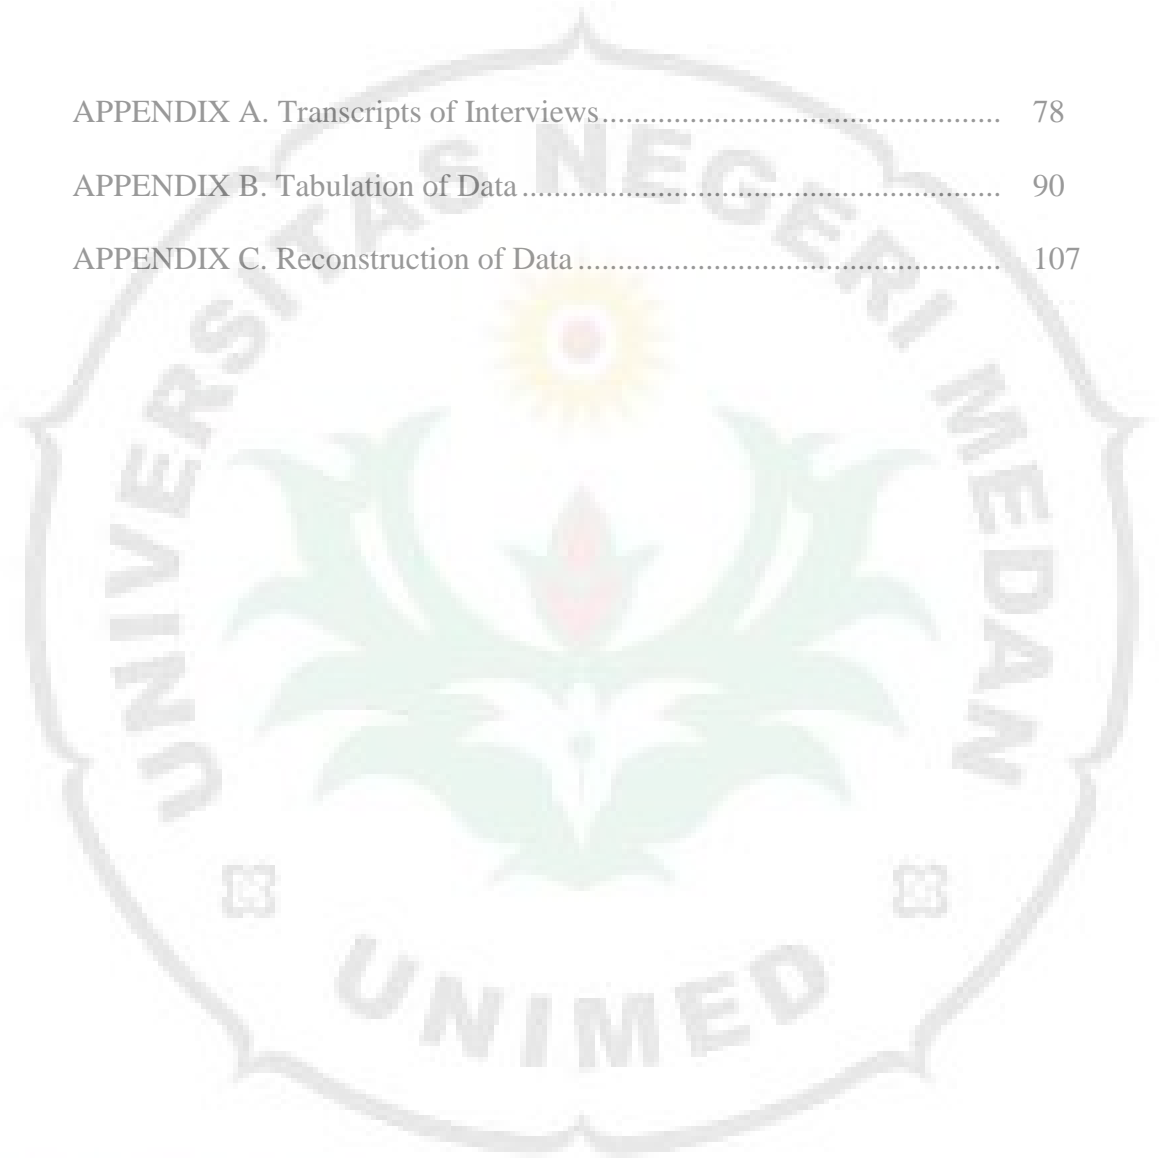 APPENDIX A. Transcripts of Interviews................................................ 78
APPENDIX B. Tabulation of Data.......................................................... 90
APPENDIX C. Reconstruction of Data................................................... 107
UNIVERSITAS NEGERI MEDAN
UNIMED